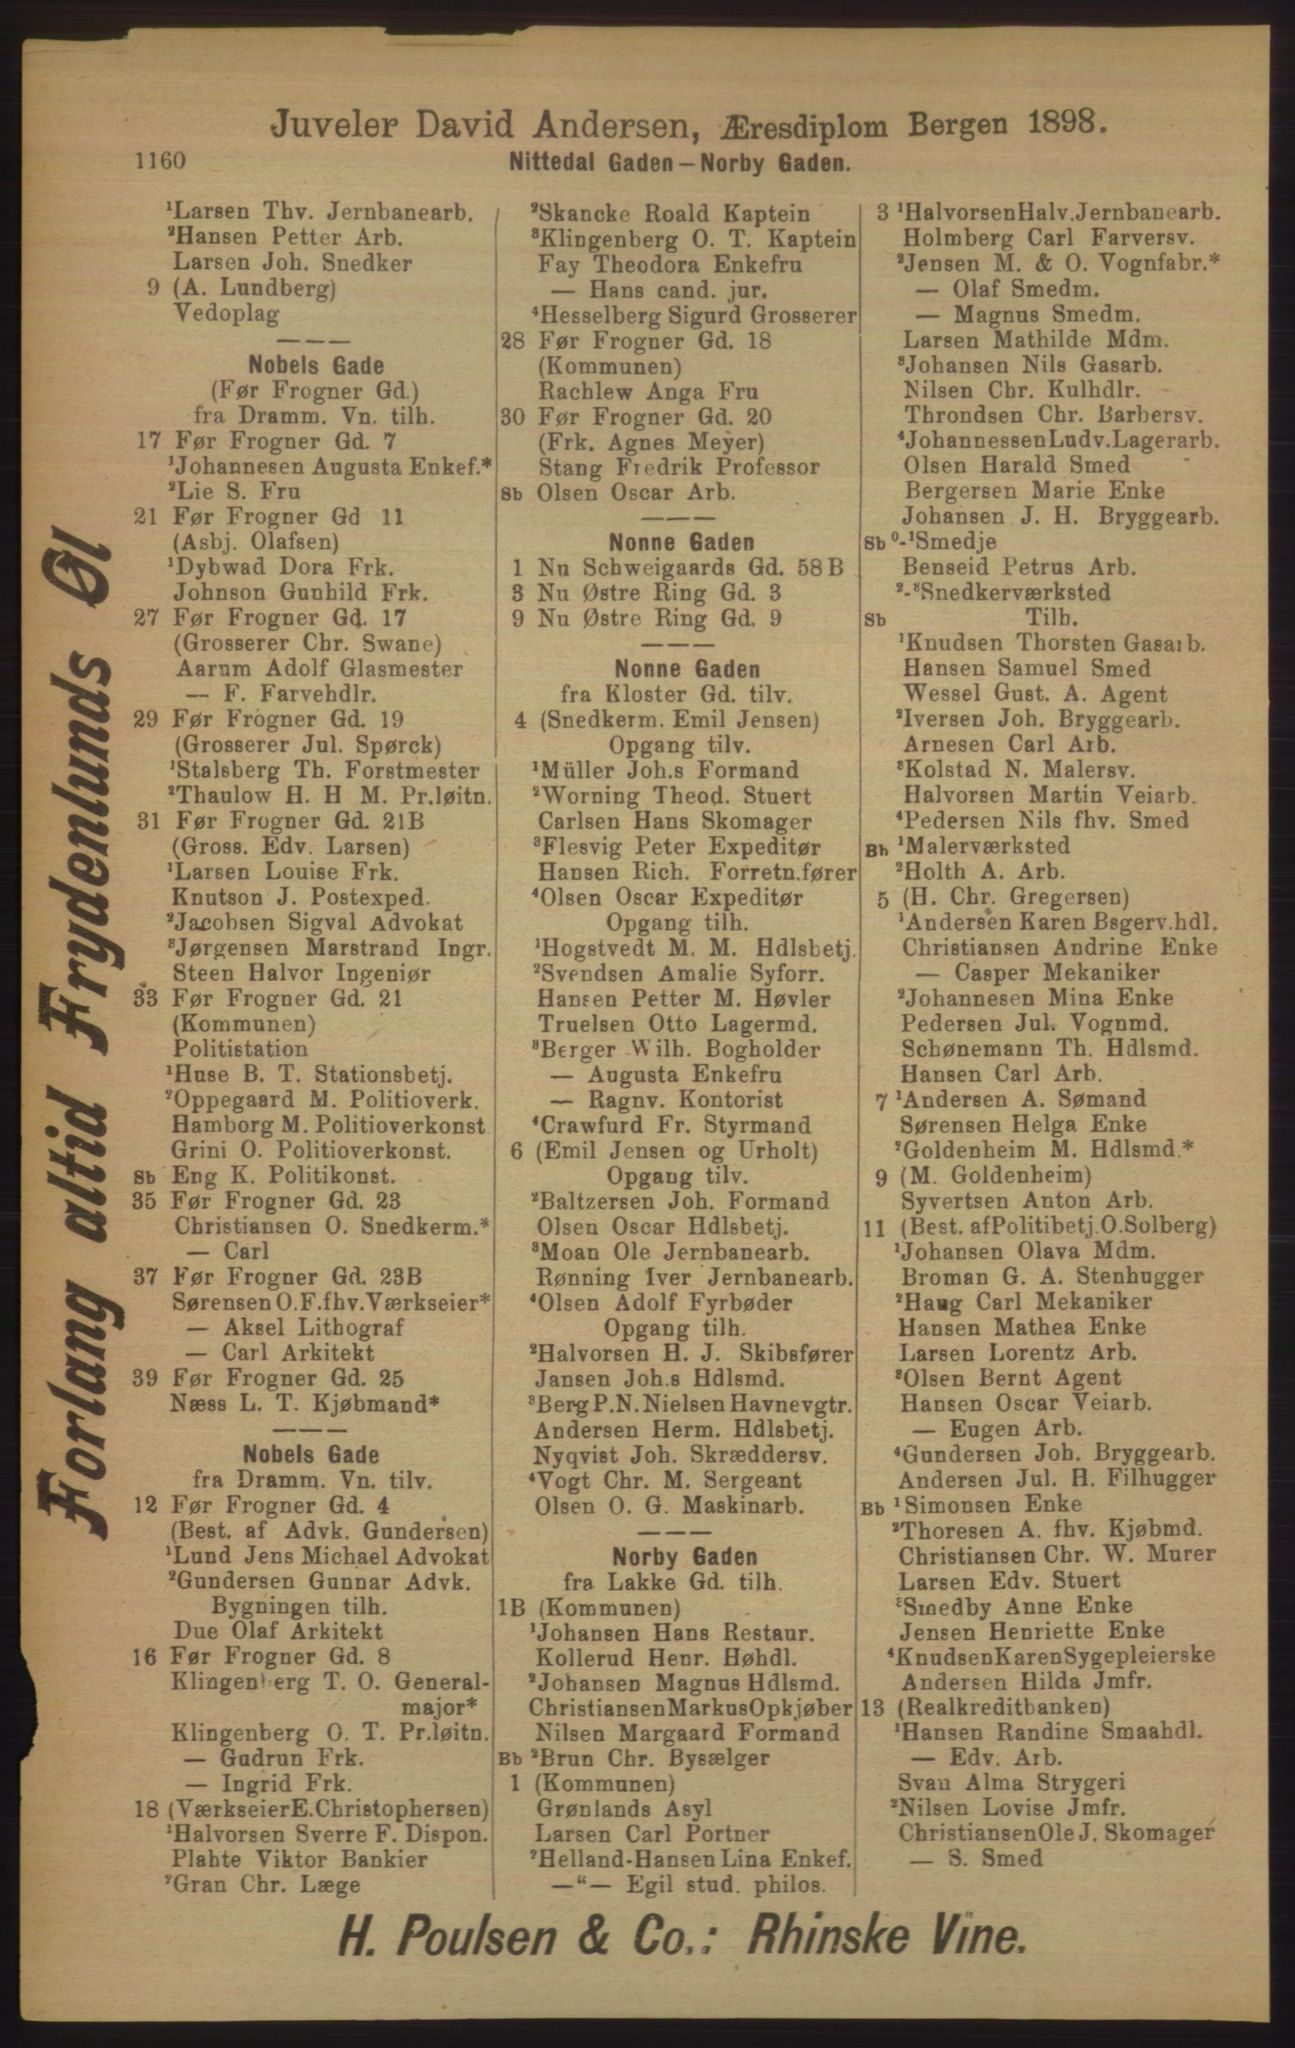 Juveler David Andersen, Æresdiplom Bergen 1898.
1160 Nittedal Gaden — Norby Gaden.
Forlang altid Frydenlunds Øl
¹Larsen Thv. Jernbanearb.
²Hansen Petter Arb.
Larsen Joh. Snedker
9 (A. Lundberg)
Vedoplag
———
Nobels Gade
(Før Frogner Gd.)
fra Dramm. Vn. tilh.
17 Før Frogner Gd. 7
¹Johannesen Augusta Enkef.*
²Lie S. Fru
21 Før Frogner Gd 11
(Asbj. Olafsen)
¹Dybwad Dora Frk.
Johnson Gunhild Frk.
27 Før Frogner Gd. 17
(Grosserer Chr. Swane)
Aarum Adolf Glasmester
— F. Farvehdlr.
29 Før Frogner Gd. 19
(Grosserer Jul. Spørck)
¹Stalsberg Th. Forstmester
²Thaulow H. H M. Pr.løitn.
31 Før Frogner Gd. 21B
(Gross. Edv. Larsen)
¹Larsen Louise Frk.
Knutson J. Postexped.
²Jacobsen Sigval Advokat
³Jørgensen Marstrand Ingr.
Steen Halvor Ingeniør
33 Før Frogner Gd. 21
(Kommunen)
Politistation
¹Huse B. T. Stationsbetj.
²Oppegaard M. Politioverk.
Hamborg M. Politioverkonst
Grini O. Politioverkonst.
Sb Eng K. Politikonst.
35 Før Frogner Gd. 23
Christiansen O. Snedkerm.*
— Carl
37 Før Frogner Gd. 23B
Sørensen O.F.fhv.Værkseier*
— Aksel Lithograf
— Carl Arkitekt
39 Før Frogner Gd. 25
Næss L. T. Kjøbmand*
———
Nobels Gade
fra Dramm. Vn. tilv.
12 Før Frogner Gd. 4
(Best. af Advk. Gundersen)
¹Lund Jens Michael Advokat
²Gundersen Gunnar Advk.
Bygningen tilh.
Due Olaf Arkitekt
16 Før Frogner Gd. 8
Klingenberg T. O. General-
major*
Klingenberg O. T. Pr.løitn.
— Gudrun Frk.
— Ingrid Frk.
18 (Værkseier E. Christophersen)
¹Halvorsen Sverre F. Dispon.
Plahte Viktor Bankier
²Gran Chr. Læge
²Skancke Roald Kaptein
³Klingenberg O. T. Kaptein
Fay Theodora Enkefru
— Hans cand. jur.
⁴Hesselberg Sigurd Grosserer
28 Før Frogner Gd. 18
(Kommunen)
Rachlew Anga Fru
30 Før Frogner Gd. 20
(Frk. Agnes Meyer)
Stang Fredrik Professor
Sb Olsen Oscar Arb.
———
Nonne Gaden
1 Nu Schweigaards Gd. 58 B
3 Nu Østre Ring Gd. 3
9 Nu Østre Ring Gd. 9
———
Nonne Gaden
fra Kloster Gd. tilv.
4 (Snedkerm. Emil Jensen)
Opgang tilv.
¹Müller Joh.s Formand
²Worning Theod. Stuert
Carlsen Hans Skomager
³Flesvig Peter Expeditør
Hansen Rich. Forretn.fører
⁴Olsen Oscar Expeditør
Opgang tilh.
¹Hogstvedt M. M. Hdlsbetj.
²Svendsen Amalie Syforr.
Hansen Petter M. Høvler
Truelsen Otto Lagermd.
³Berger Wilh. Bogholder
— Augusta Enkefru
— Ragnv. Kontorist
⁴Crawfurd Fr. Styrmand
6 (Emil Jensen og Urholt)
Opgang tilv.
²Baltzersen Joh. Formand
Olsen Oscar Hdlsbetj.
³Moan Ole Jernbanearb.
Rønning Iver Jernbanearb.
⁴Olsen Adolf Fyrbøder
Opgang tilh.
²Halvorsen H. J. Skibsfører
Jansen Joh.s Hdlsmd.
³Berg P.N. Nielsen Havnevgtr.
Andersen Herm. Hdlsbetj.
Nyqvist Joh. Skræddersv.
⁴Vogt Chr. M. Sergeant
Olsen O. G. Maskinarb.
———
Norby Gaden
fra Lakke Gd. tilh.
1B (Kommunen)
¹Johansen Hans Restaur.
Kollerud Henr. Høhdl.
²Johansen Magnus Hdlsmd.
Christiansen Markus Opkjøber
Nilsen Margaard Formand
Bb ²Brun Chr. Bysælger
1 (Kommunen)
Grønlands Asyl
Larsen Carl Portner
²Helland-Hansen Lina Enkef.
—"— Egil stud. philos.
3 ¹Halvorsen Halv. Jernbanearb.
Holmberg Carl Farversv.
²Jensen M. & O. Vognfabr.*
— Olaf Smedm.
— Magnus Smedm.
Larsen Mathilde Mdm.
³Johansen Nils Gasarb.
Nilsen Chr. Kulhdlr.
Throndsen Chr. Barbersv.
⁴Johannessen Ludv. Lagerarb.
Olsen Harald Smed
Bergersen Marie Enke
Johansen J. H. Bryggearb.
Sb ⁰-¹Smedje
Benseid Petrus Arb.
²-³Snedkerværksted
Sb Tilh.
¹Knudsen Thorsten Gasarb.
Hansen Samuel Smed
Wessel Gust. A. Agent
²Iversen Joh. Bryggearb.
Arnesen Carl Arb.
³Kolstad N. Malersv.
Halvorsen Martin Veiarb.
⁴Pedersen Nils fhv. Smed
Bh ¹Malerværksted
²Holth A. Arb.
5 (H. Chr. Gregersen)
¹Andersen Karen Bsgerv.hdl.
Christiansen Andrine Enke
— Casper Mekaniker
²Johannesen Mina Enke
Pedersen Jul. Vognmd.
Schønemann Th. Hdlsmd.
Hansen Carl Arb.
7 ¹Andersen A. Sømand
Sørensen Helga Enke
²Goldenheim M. Hdlsmd.*
9 (M. Goldenheim)
Syvertsen Anton Arb.
11 (Best. af Politibetj. O. Solberg)
¹Johansen Olava Mdm.
Broman G. A. Stenhugger
²Haug Carl Mekaniker
Hansen Mathea Enke
Larsen Lorentz Arb.
³Olsen Bernt Agent
Hansen Oscar Veiarb.
— Eugen Arb.
⁴Gundersen Joh. Bryggearb.
Andersen Jul. H. Filhugger
Bb ¹Simonsen Enke
²Thoresen A. fhv. Kjøbmd.
Christiansen Chr. W. Murer
Larsen Edv. Stuert
³Smedby Anne Enke
Jensen Henriette Enke
⁴Knudsen Karen Sygepleierske
Andersen Hilda Jmfr.
13 (Realkreditbanken)
¹Hansen Randine Smaahdl.
— Edv. Arb.
Svan Alma Strygeri
²Nilsen Lovise Jmfr.
Christiansen Ole J. Skomager
— S. Smed
H. Poulsen & Co.: Rhinske Vine.